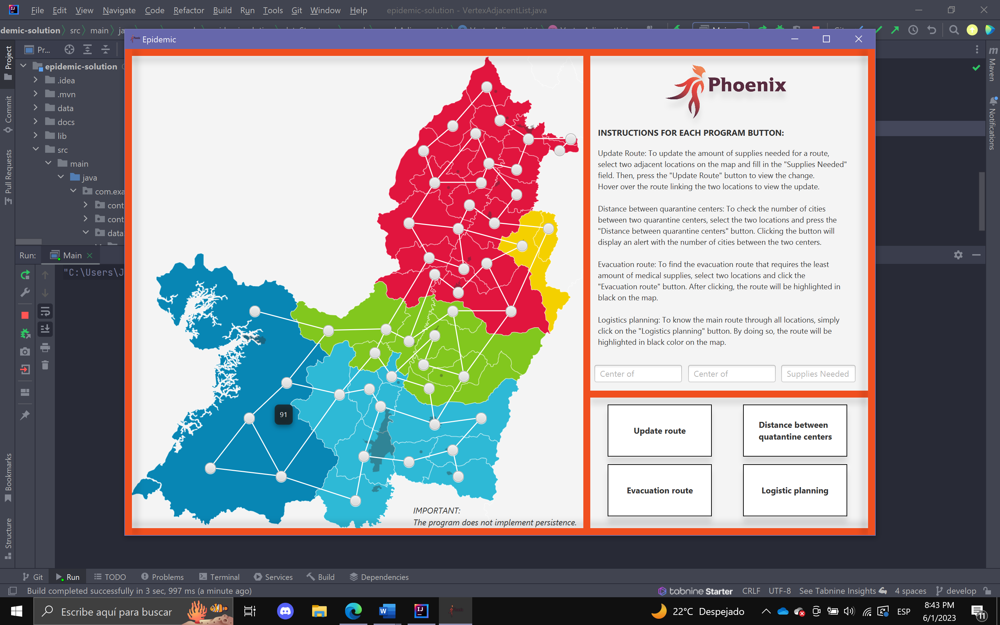 File Edit View Navigate Code Refactor Build Run Tools Git Window Help epidemic-solution - VertexAdjacentList.java
demic-solution src main
Epidemic
Project
Commit
Pull Requests
Bookmarks
Structure
Maven
Notifications
Pr...
epidemic-solution
.idea
.mvn
data
docs
lib
src
main
java
com.exa
cont
cont
data
Run: Main
"C:\Users\J
91
IMPORTANT:
The program does not implement persistence.
Phoenix
INSTRUCTIONS FOR EACH PROGRAM BUTTON:
Update Route: To update the amount of supplies needed for a route,
select two adjacent locations on the map and fill in the "Supplies Needed"
field. Then, press the "Update Route" button to view the change.
Hover over the route linking the two locations to view the update.
Distance between quarantine centers: To check the number of cities
between two quarantine centers, select the two locations and press the
"Distance between quarantine centers" button. Clicking the button will
display an alert with the number of cities between the two centers.
Evacuation route: To find the evacuation route that requires the least
amount of medical supplies, select two locations and click the
"Evacuation route" button. After clicking, the route will be highlighted in
black on the map.
Logistics planning: To know the main route through all locations, simply
click on the "Logistics planning" button. By doing so, the route will be
highlighted in black color on the map.
Center of Center of Supplies Needed
Update route
Distance between
quatantine centers
Evacuation route
Logistic planning
Git Run TODO Problems Terminal Services Build Dependencies
Build completed successfully in 3 sec, 997 ms (a minute ago)
tabnine Starter CRLF UTF-8 See Tabnine Insights 4 spaces develop
Escribe aquí para buscar
22°C Despejado
ESP
8:43 PM
6/1/2023
11